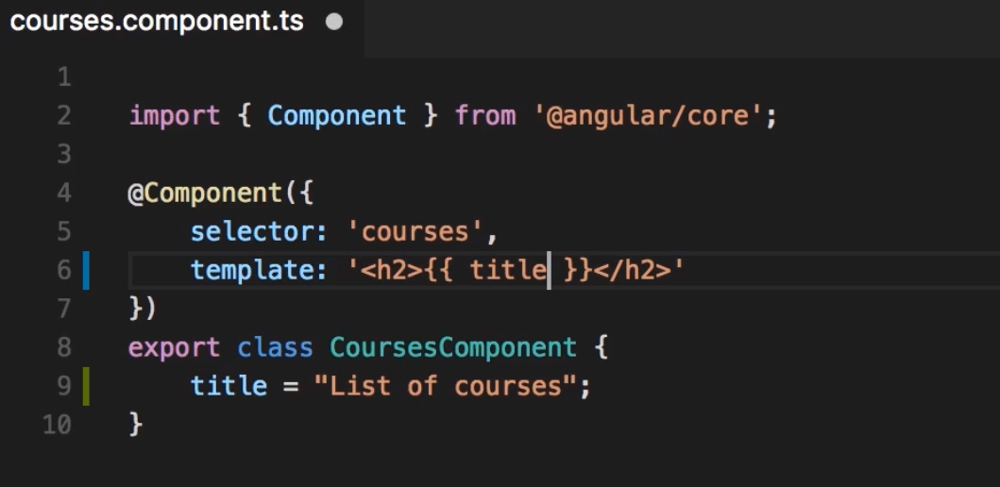 courses.component.ts
1
2 import { Component } from '@angular/core';
3
4 @Component({
5     selector: 'courses',
6     template: '<h2>{{ title }}</h2>'
7 })
8 export class CoursesComponent {
9     title = "List of courses";
10 }